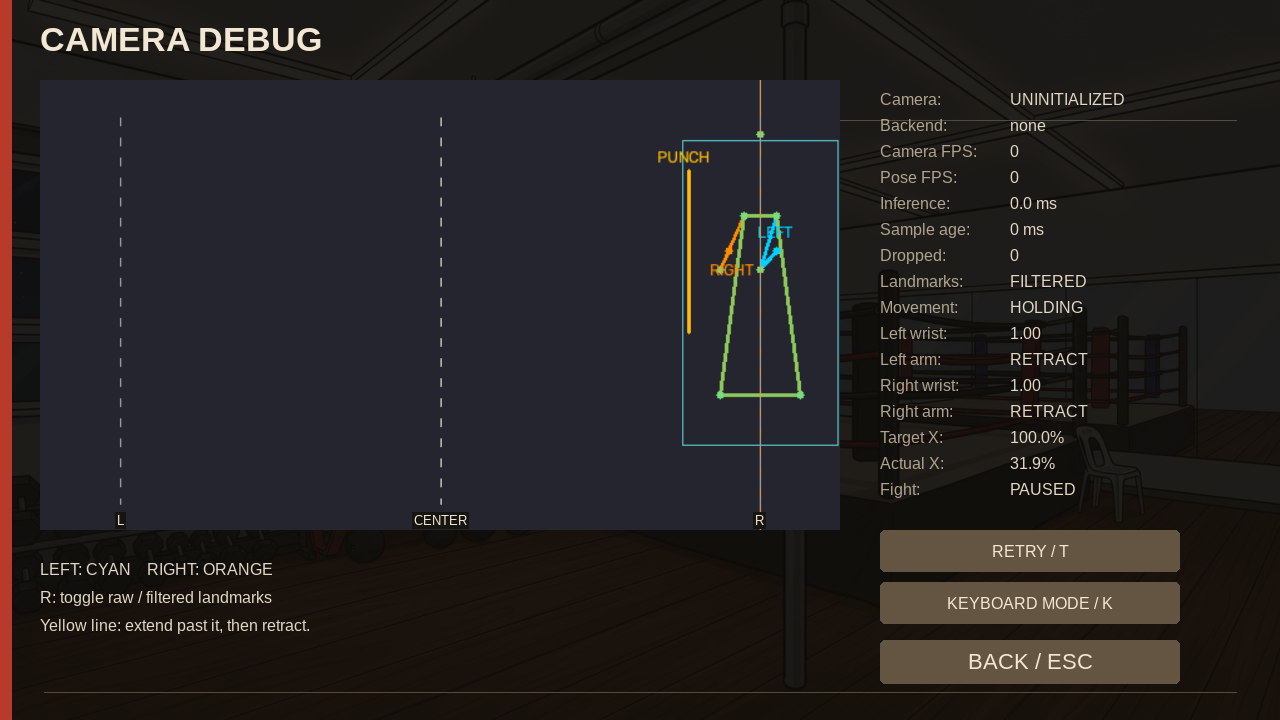 CAMERA DEBUG
PUNCH
LEFT
RIGHT
L
CENTER
R
Camera: UNINITIALIZED
Backend: none
Camera FPS: 0
Pose FPS: 0
Inference: 0.0 ms
Sample age: 0 ms
Dropped: 0
Landmarks: FILTERED
Movement: HOLDING
Left wrist: 1.00
Left arm: RETRACT
Right wrist: 1.00
Right arm: RETRACT
Target X: 100.0%
Actual X: 31.9%
Fight: PAUSED
LEFT: CYAN RIGHT: ORANGE
R: toggle raw / filtered landmarks
Yellow line: extend past it, then retract.
RETRY / T
KEYBOARD MODE / K
BACK / ESC